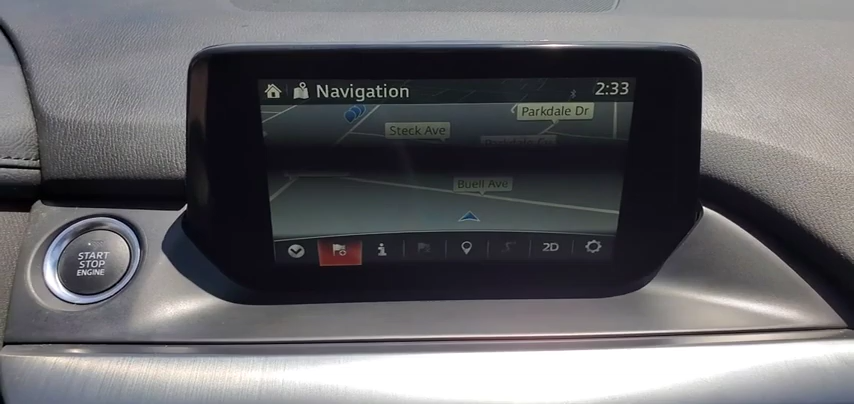 Navigation
2:33
Parkdale Dr
Steck Ave
Buell Ave
START
STOP
ENGINE
2D